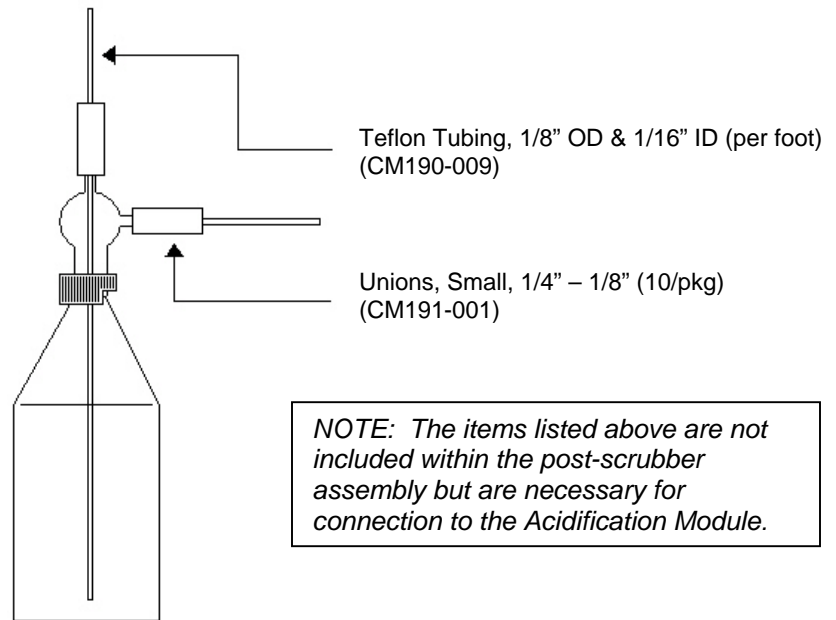 Teflon Tubing, 1/8” OD & 1/16” ID (per foot)
(CM190-009)
Unions, Small, 1/4” – 1/8” (10/pkg)
(CM191-001)
NOTE:  The items listed above are not
included within the post-scrubber
assembly but are necessary for
connection to the Acidification Module.